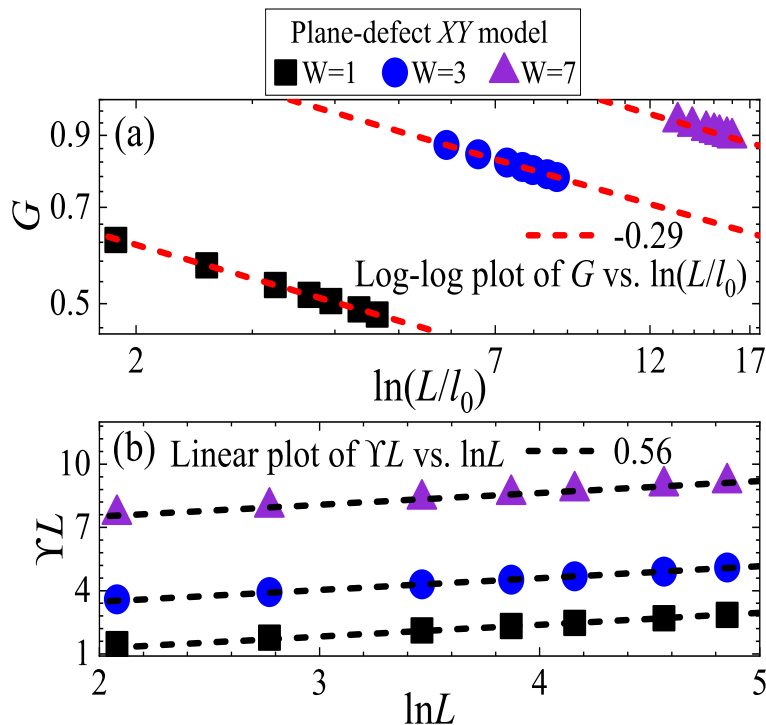 Plane-defect XY model
W=1 W=3 W=7
(a)
0.9
0.7
0.5
G
-0.29
Log-log plot of G vs. ln(L/l₀)
2 7 12 17
ln(L/l₀)
(b)
Linear plot of ΥL vs. lnL 0.56
10
7
4
1
ΥL
2 3 4 5
lnL